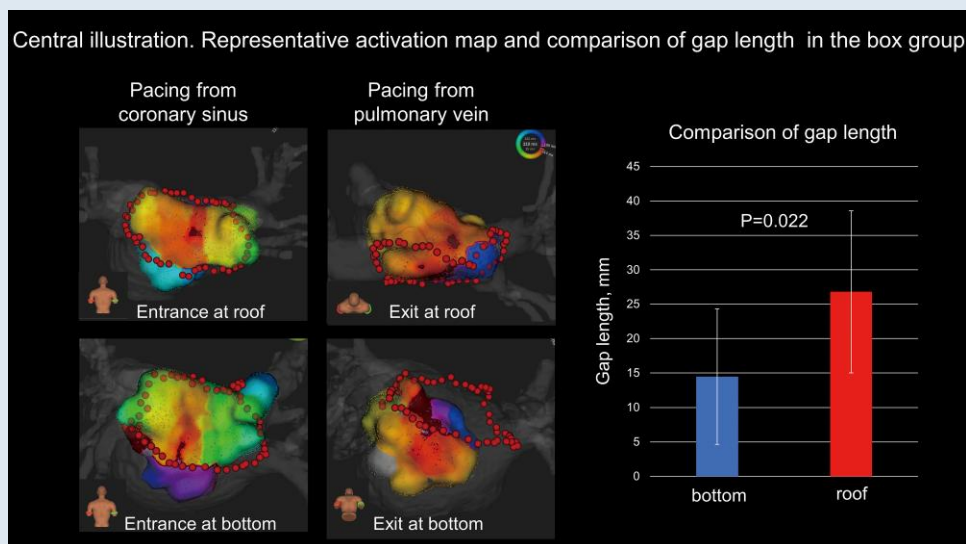 Central illustration. Representative activation map and comparison of gap length in the box group
Pacing from
coronary sinus
Pacing from
pulmonary vein
Entrance at roof
Exit at roof
Entrance at bottom
Exit at bottom
Comparison of gap length
Gap length, mm
45
40
35
30
25
20
15
10
5
0
P=0.022
bottom
roof